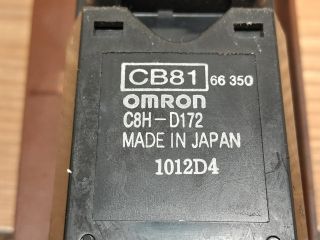 CB81 66 350
OMRON
C8H-D172
MADE IN JAPAN
1012D4